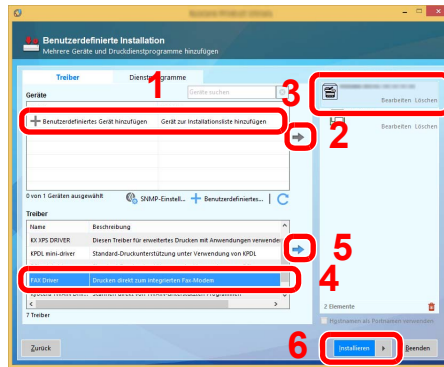 Benutzerdefinierte Installation
Mehrere Geräte und Druckdienstprogramme hinzufügen
Treiber
1
Geräte
Geräte suchen
3
Bearbeiten Löschen
Benutzerdefiniertes Gerät hinzufügen Gerät zur Installationsliste hinzufügen
2
Bearbeiten Löschen
0 von 1 Geräten ausgewählt
SNMP-Einstell... Benutzerdefiniertes...
Treiber
Name Beschreibung
KX XPS DRIVER Diesen Treiber für erweitertes Drucken mit Anwendungen verwenden
5
KPDL mini-driver Standard-Druckunterstützung unter Verwendung von KPDL
4
FAX Driver Drucken direkt zum integrierten Fax-Modem
2 Elemente
7 Treiber
Hostnamen als Portnamen verwenden
6
Zurück
Installieren
Beenden